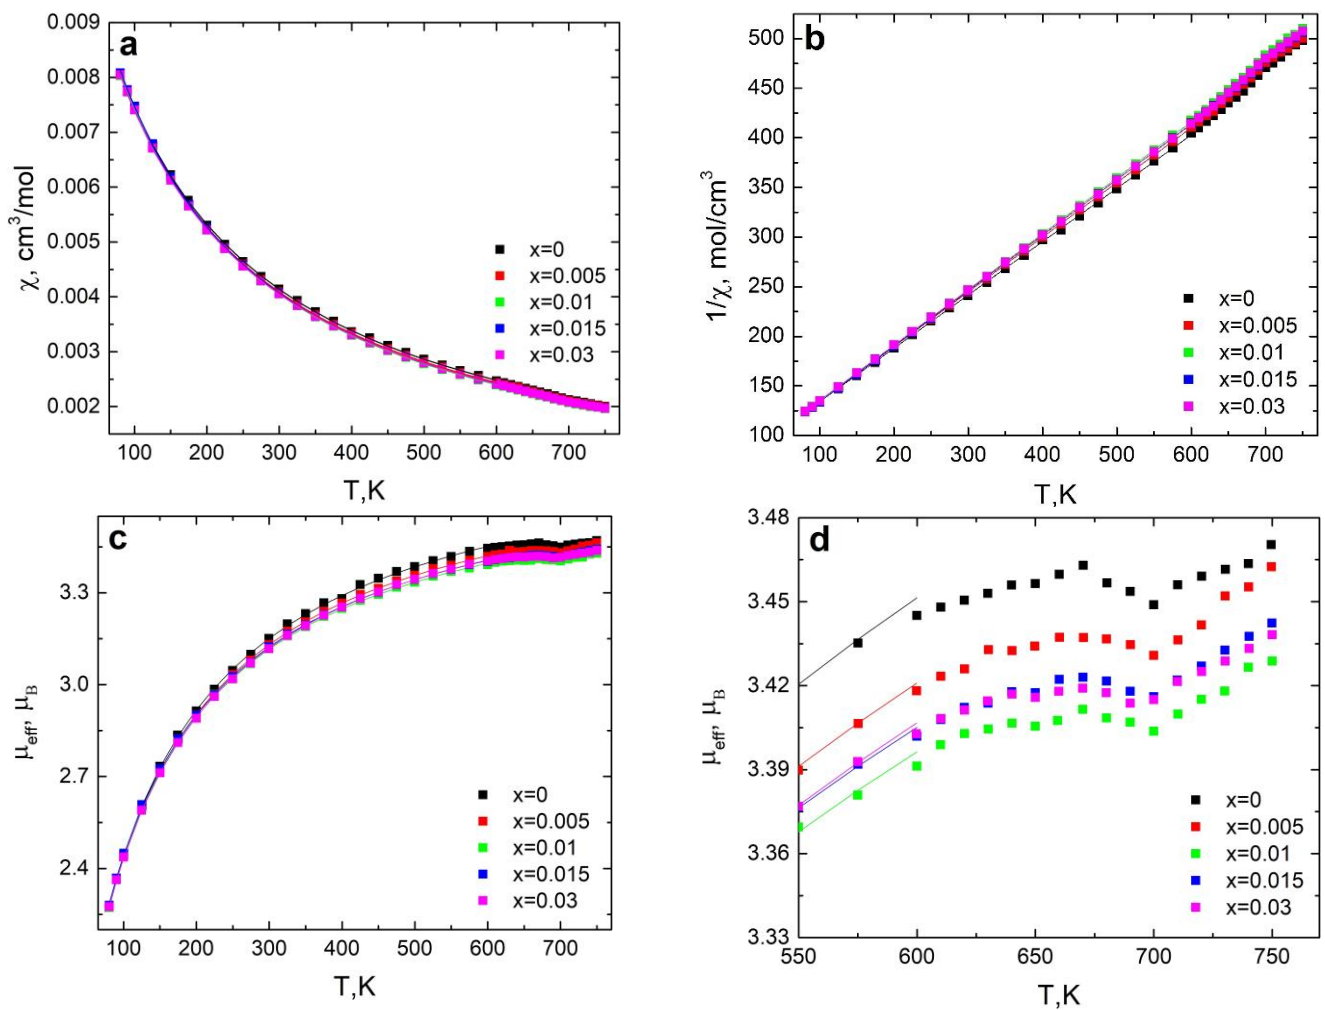 a
0.009
0.008
0.007
0.006
0.005
0.004
0.003
0.002
χ, cm³/mol
x=0
x=0.005
x=0.01
x=0.015
x=0.03
100 200 300 400 500 600 700
T,K
b
500
450
400
350
300
250
200
150
100
1/χ, mol/cm³
x=0
x=0.005
x=0.01
x=0.015
x=0.03
100 200 300 400 500 600 700
T,K
c
3.3
3.0
2.7
2.4
μeff, μB
x=0
x=0.005
x=0.01
x=0.015
x=0.03
100 200 300 400 500 600 700
T,K
d
3.48
3.45
3.42
3.39
3.36
3.33
μeff, μB
x=0
x=0.005
x=0.01
x=0.015
x=0.03
550 600 650 700 750
T,K